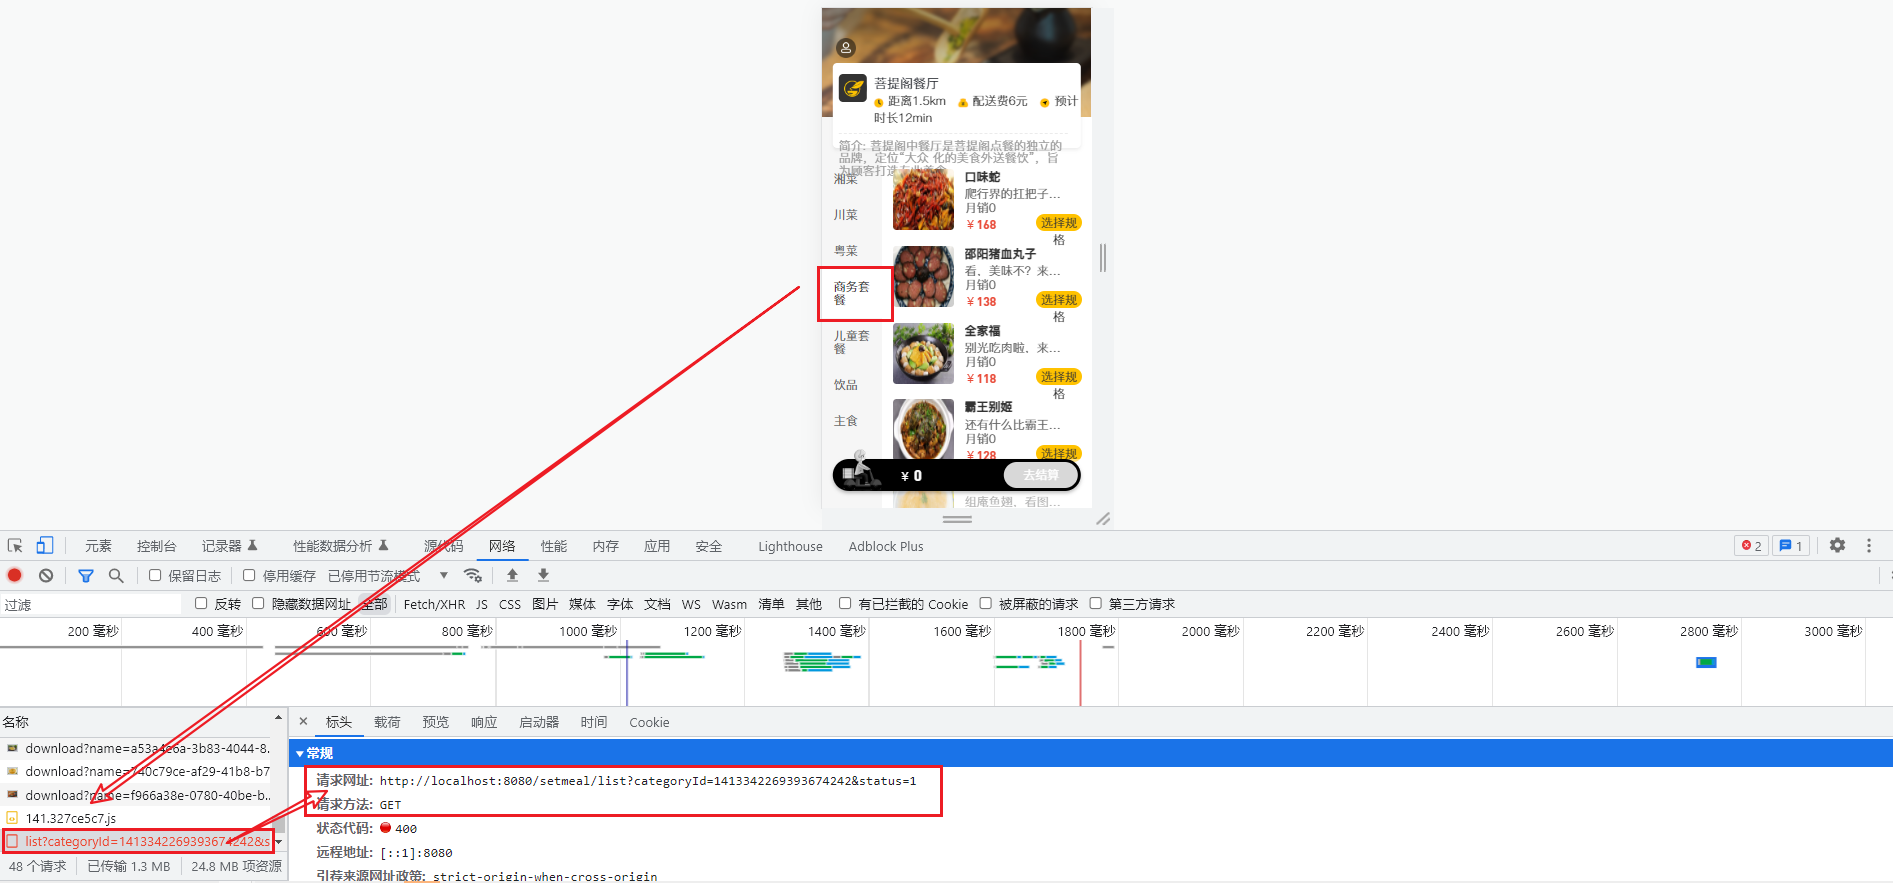 菩提阁餐厅
距离1.5km 配送费6元 预计
时长12min
简介: 菩提阁中餐厅是菩提阁点餐的独立的
品牌，定位“大众 化的美食外送餐饮”，旨
为顾客打造专业美食
湘菜
川菜
粤菜
商务套
餐
儿童套
餐
饮品
主食
口味蛇
爬行界的扛把子...
月销0
¥168
选择规
格
邵阳猪血丸子
看，美味不？来...
月销0
¥138
选择规
格
全家福
别光吃肉啦，来...
月销0
¥118
选择规
格
霸王别姬
还有什么比霸王...
月销0
¥128
选择规
¥ 0
去结算
组庵鱼翅，看图...
元素 控制台 记录器 性能数据分析 源代码 网络 性能 内存 应用 安全 Lighthouse Adblock Plus 2 1
保留日志 停用缓存 已停用节流模式
过滤 反转 隐藏数据网址 全部 Fetch/XHR JS CSS 图片 媒体 字体 文档 WS Wasm 清单 其他 有已拦截的 Cookie 被屏蔽的请求 第三方请求
200 毫秒 400 毫秒 600 毫秒 800 毫秒 1000 毫秒 1200 毫秒 1400 毫秒 1600 毫秒 1800 毫秒 2000 毫秒 2200 毫秒 2400 毫秒 2600 毫秒 2800 毫秒 3000 毫秒
名称
download?name=a53a4e6a-3b83-4044-8...
download?name=740c79ce-af29-41b8-b7
download?name=f966a38e-0780-40be-b...
141.327ce5c7.js
list?categoryId=1413342269393674242&s
48 个请求 已传输 1.3 MB 24.8 MB 项资源
标头 载荷 预览 响应 启动器 时间 Cookie
常规
请求网址: http://localhost:8080/setmeal/list?categoryId=1413342269393674242&status=1
请求方法: GET
状态代码: 400
远程地址: [::1]:8080
引荐来源网址政策: strict-origin-when-cross-origin